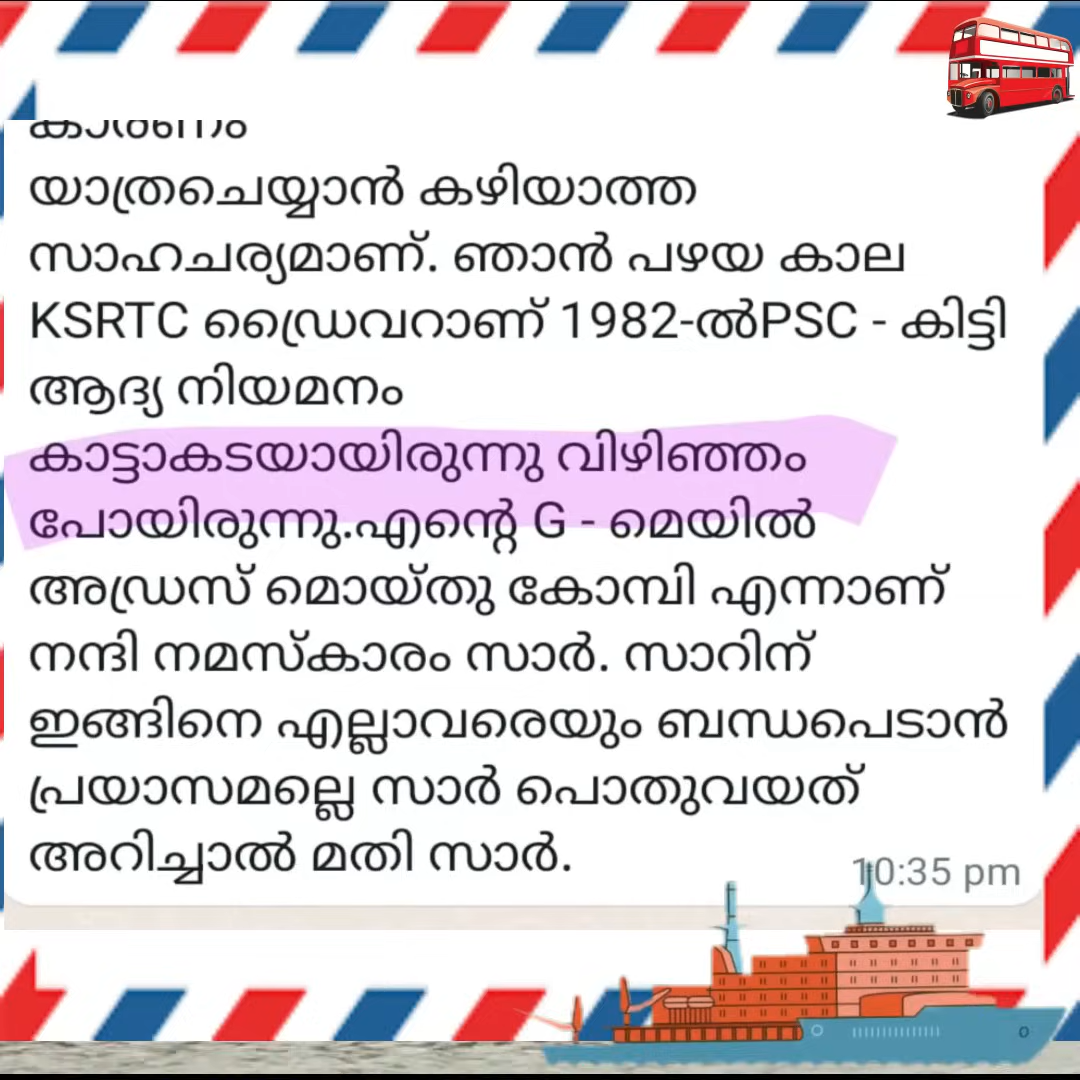 കാരണം
യാത്രചെയ്യാൻ കഴിയാത്ത
സാഹചര്യമാണ്. ഞാൻ പഴയ കാല
KSRTC ഡ്രൈവറാണ് 1982-ൽPSC - കിട്ടി
ആദ്യ നിയമനം
കാട്ടാകടയായിരുന്നു വിഴിഞ്ഞം
പോയിരുന്നു.എന്റെ G - മെയിൽ
അഡ്രസ് മൊയ്തു കോമ്പി എന്നാണ്
നന്ദി നമസ്കാരം സാർ. സാറിന്
ഇങ്ങിനെ എല്ലാവരെയും ബന്ധപെടാൻ
പ്രയാസമല്ലെ സാർ പൊതുവയത്
അറിച്ചാൽ മതി സാർ.
10:35 pm